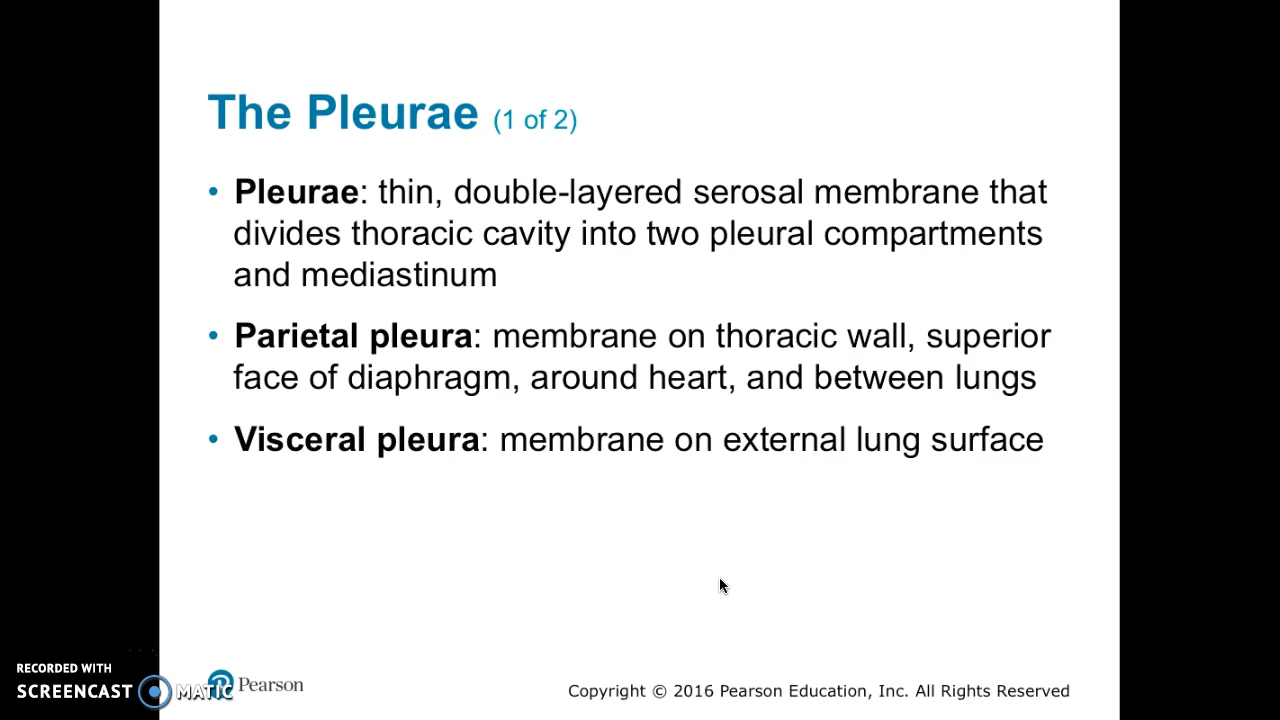 The Pleurae (1 of 2)
• Pleurae: thin, double-layered serosal membrane that
divides thoracic cavity into two pleural compartments
and mediastinum
• Parietal pleura: membrane on thoracic wall, superior
face of diaphragm, around heart, and between lungs
• Visceral pleura: membrane on external lung surface
RECORDED WITH
SCREENCAST MATIC
Pearson
Copyright © 2016 Pearson Education, Inc. All Rights Reserved